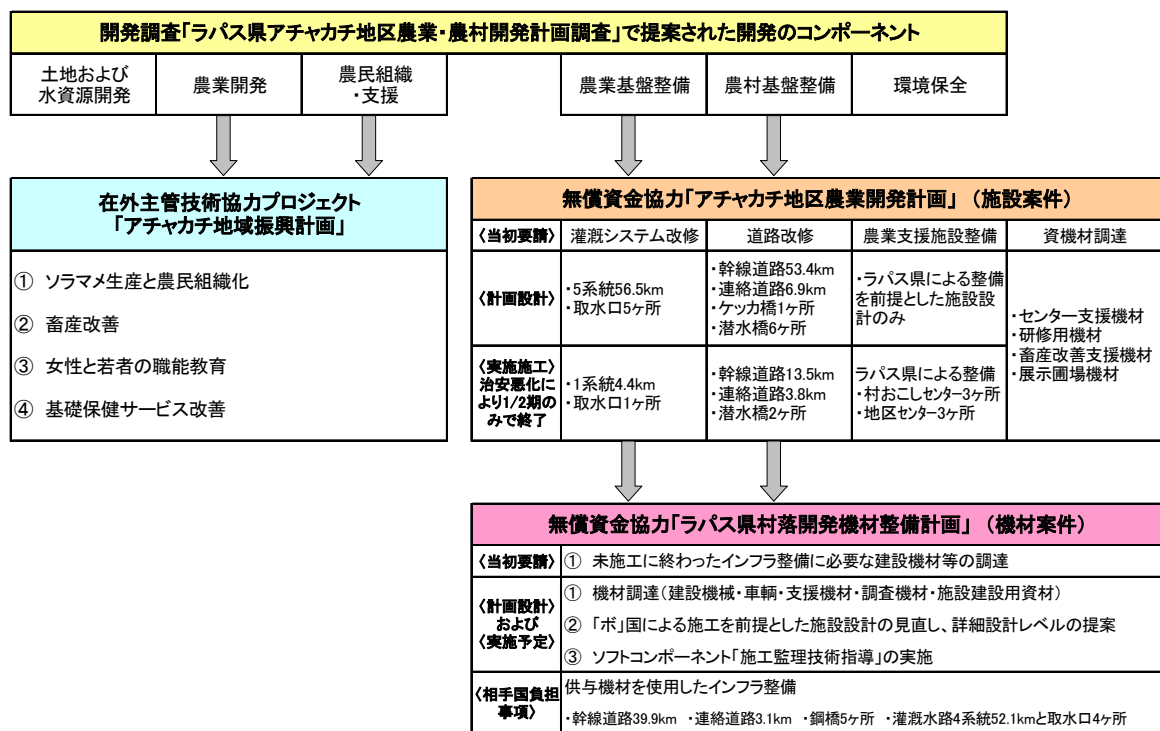 開発調査「ラパス県アチャカチ地区農業・農村開発計画調査」で提案された開発のコンポーネント
土地および
水資源開発
農業開発
農民組織
・支援
農業基盤整備
農村基盤整備
環境保全
在外主管技術協力プロジェクト
「アチャカチ地域振興計画」
① ソラマメ生産と農民組織化
② 畜産改善
③ 女性と若者の職能教育
④ 基礎保健サービス改善
無償資金協力「アチャカチ地区農業開発計画」（施設案件）
〈当初要請〉
灌漑システム改修
道路改修
農業支援施設整備
資機材調達
〈計画設計〉
・5系統56.5km
・取水口5ヶ所
・幹線道路53.4km
・連絡道路6.9km
・ケッカ橋1ヶ所
・潜水橋6ヶ所
・ラパス県による整備
を前提とした施設設
計のみ
・センター支援機材
・研修用機材
・畜産改善支援機材
・展示圃場機材
〈実施施工〉
治安悪化に
より1/2期の
みで終了
・1系統4.4km
・取水口1ヶ所
・幹線道路13.5km
・連絡道路3.8km
・潜水橋2ヶ所
ラパス県による整備
・村おこしセンター3ヶ所
・地区センター3ヶ所
無償資金協力「ラパス県村落開発機材整備計画」（機材案件）
〈当初要請〉
① 未施工に終わったインフラ整備に必要な建設機材等の調達
〈計画設計〉
および
〈実施予定〉
① 機材調達（建設機械・車輌・支援機材・調査機材・施設建設用資材）
② 「ボ」国による施工を前提とした施設設計の見直し、詳細設計レベルの提案
③ ソフトコンポーネント「施工監理技術指導」の実施
〈相手国負担
事項〉
供与機材を使用したインフラ整備
・幹線道路39.9km ・連絡道路3.1km ・鋼橋5ヶ所 ・灌漑水路4系統52.1kmと取水口4ヶ所